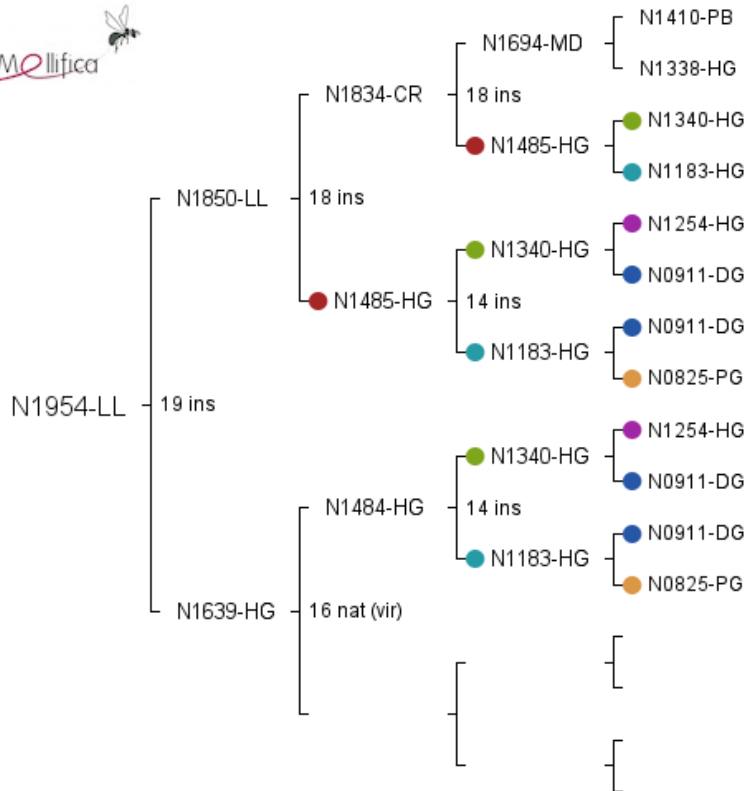 Mellifica
N1410-PB
N1694-MD
N1338-HG
N1834-CR
18 ins
N1340-HG
N1485-HG
N1183-HG
N1850-LL
18 ins
N1254-HG
N1340-HG
N0911-DG
N1485-HG
14 ins
N0911-DG
N1183-HG
N0825-PG
N1954-LL
19 ins
N1254-HG
N1340-HG
N0911-DG
N1484-HG
14 ins
N0911-DG
N1183-HG
N0825-PG
N1639-HG
16 nat (vir)